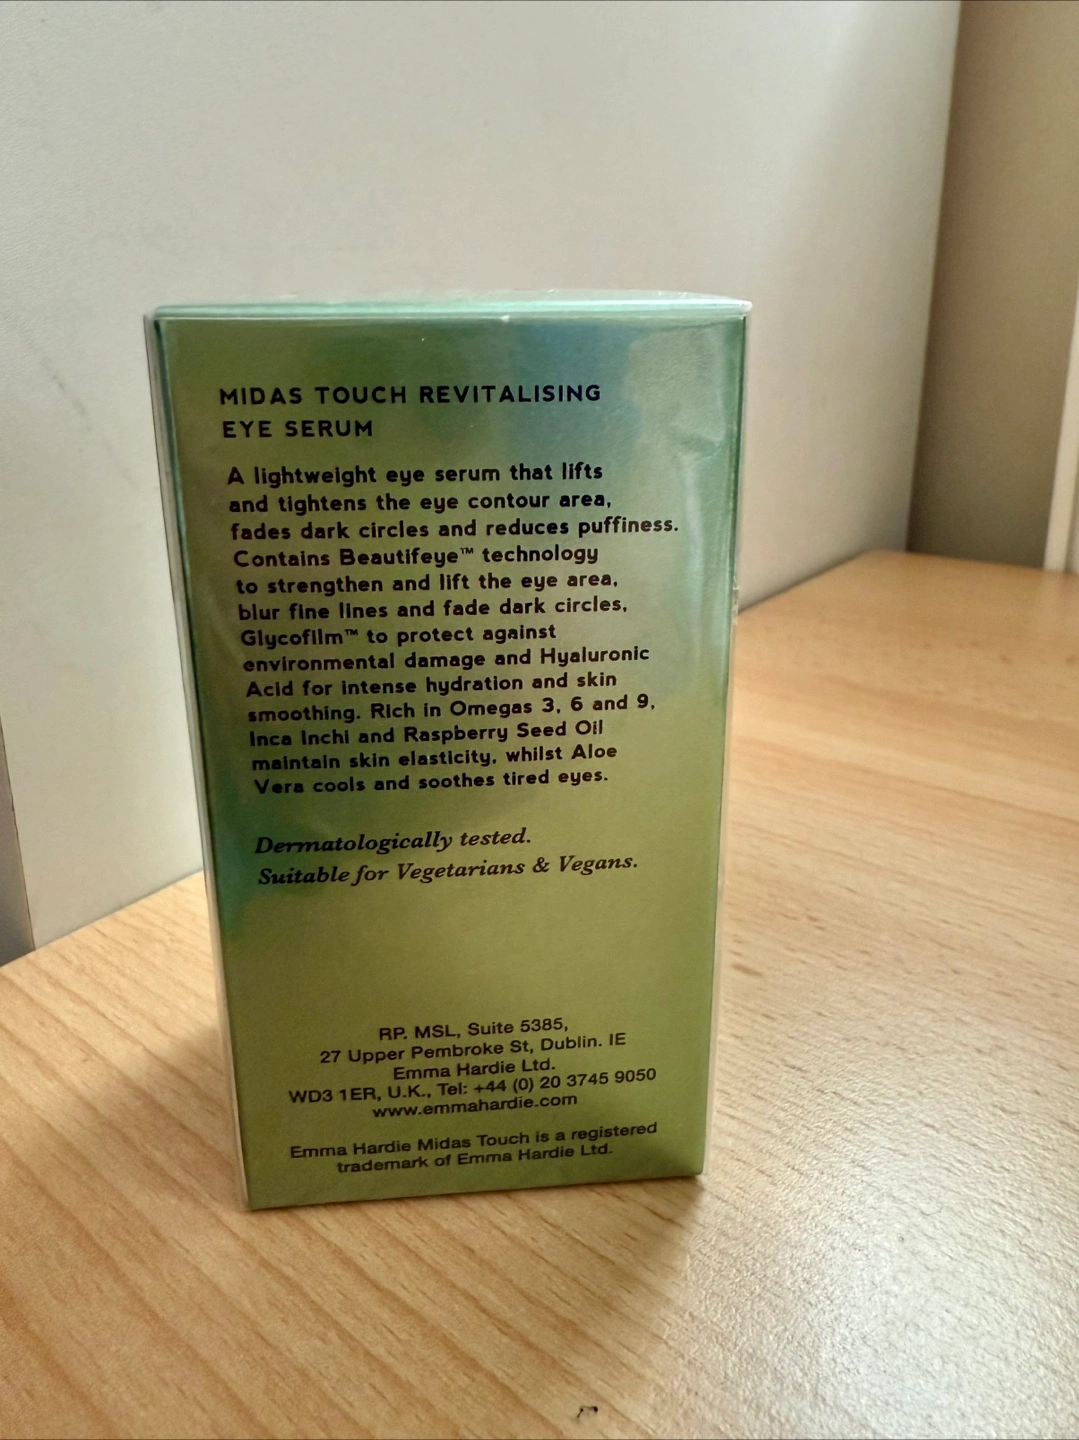 MIDAS TOUCH REVITALISING
EYE SERUM
A lightweight eye serum that lifts
and tightens the eye contour area,
fades dark circles and reduces puffiness.
Contains Beautifeye™ technology
to strengthen and lift the eye area,
blur fine lines and fade dark circles,
Glycofilm™ to protect against
environmental damage and Hyaluronic
Acid for intense hydration and skin
smoothing. Rich in Omegas 3, 6 and 9,
Inca Inchi and Raspberry Seed Oil
maintain skin elasticity, whilst Aloe
Vera cools and soothes tired eyes.
Dermatologically tested.
Suitable for Vegetarians & Vegans.
RP. MSL, Suite 5385,
27 Upper Pembroke St, Dublin. IE
Emma Hardie Ltd.
WD3 1ER, U.K., Tel: +44 (0) 20 3745 9050
www.emmahardie.com
Emma Hardie Midas Touch is a registered
trademark of Emma Hardie Ltd.